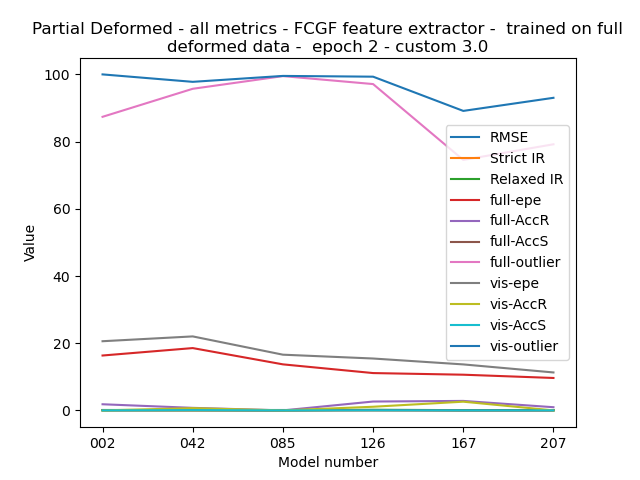 Partial Deformed - all metrics - FCGF feature extractor -  trained on full
deformed data -  epoch 2 - custom 3.0
100
80
60
40
20
0
Value
RMSE
Strict IR
Relaxed IR
full-epe
full-AccR
full-AccS
full-outlier
vis-epe
vis-AccR
vis-AccS
vis-outlier
002 042 085 126 167 207
Model number